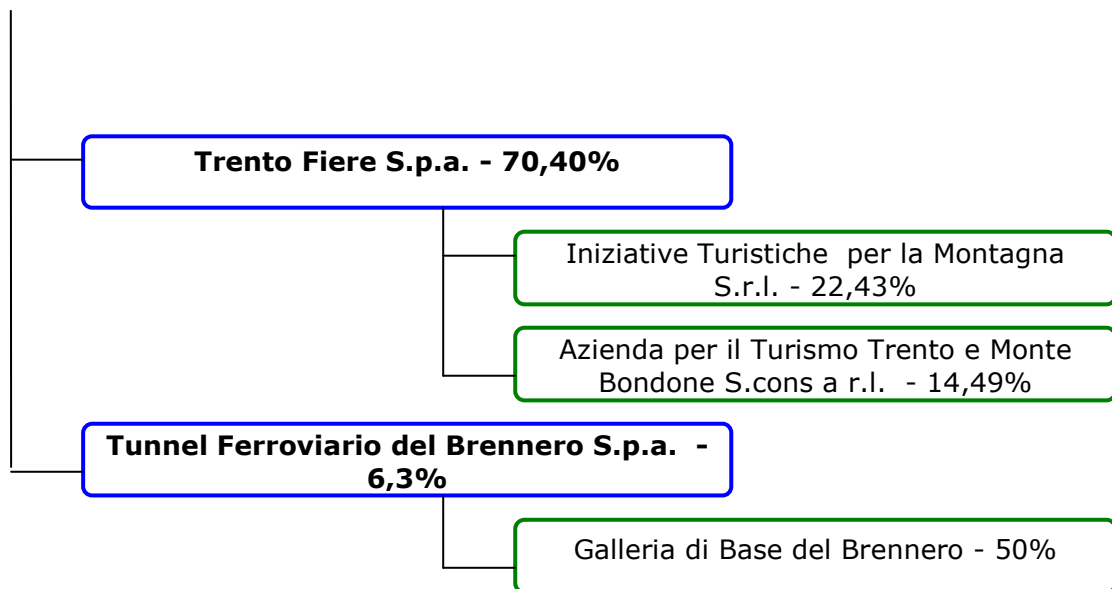 Trento Fiere S.p.a. - 70,40%
Iniziative Turistiche  per la Montagna
S.r.l. - 22,43%
Azienda per il Turismo Trento e Monte
Bondone S.cons a r.l.  - 14,49%
Tunnel Ferroviario del Brennero S.p.a.  -
6,3%
Galleria di Base del Brennero - 50%